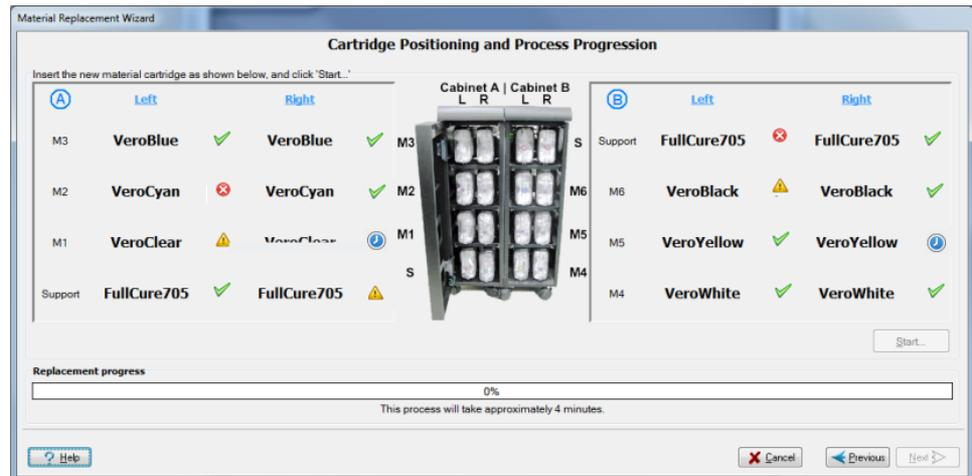 Material Replacement Wizard
Cartridge Positioning and Process Progression
Insert the new material cartridge as shown below, and click 'Start...'
A Left Right
M3 VeroBlue VeroBlue
M2 VeroCyan VeroCyan
M1 VeroClear VeroClear
Support FullCure705 FullCure705
Cabinet A | Cabinet B
L R L R
M3 S
M2 M6
M1 M5
S M4
B Left Right
Support FullCure705 FullCure705
M6 VeroBlack VeroBlack
M5 VeroYellow VeroYellow
M4 VeroWhite VeroWhite
Start...
Replacement progress
0%
This process will take approximately 4 minutes.
? Help Cancel Previous Next